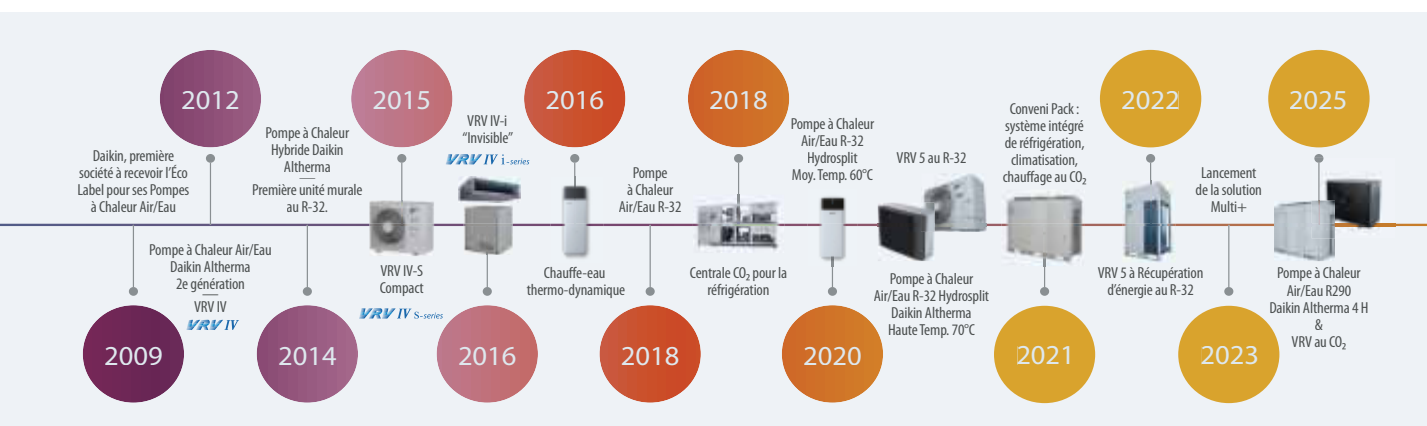 2012
2015
2016
2018
2022
2025
Daikin, première
société à recevoir l'Éco
Label pour ses Pompes
à Chaleur Air/Eau
Pompe à Chaleur
Hybride Daikin
Altherma
Première unité murale
au R-32.
VRV IV-i
“Invisible”
VRV IV i-series
Pompe
à Chaleur
Air/Eau R-32
Pompe à Chaleur
Air/Eau R-32
Hydrosplit
Moy. Temp. 60°C
VRV 5 au R-32
Conveni Pack :
système intégré
de réfrigération,
climatisation,
chauffage au CO₂
Lancement
de la solution
Multi+
Pompe à Chaleur Air/Eau
Daikin Altherma
2e génération
VRV IV
VRV IV
VRV IV-S
Compact
VRV IV S-series
Chauffe-eau
thermo-dynamique
Centrale CO₂ pour la
réfrigération
Pompe à Chaleur
Air/Eau R-32 Hydrosplit
Daikin Altherma
Haute Temp. 70°C
VRV 5 à Récupération
d'énergie au R-32
Pompe à Chaleur
Air/Eau R290
Daikin Altherma 4 H
&
VRV au CO₂
2009
2014
2016
2018
2020
2021
2023